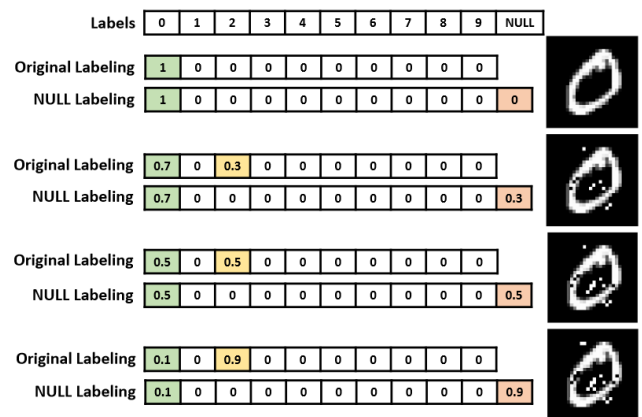 Labels 0 1 2 3 4 5 6 7 8 9 NULL
Original Labeling 1 0 0 0 0 0 0 0 0 0
NULL Labeling 1 0 0 0 0 0 0 0 0 0 0
Original Labeling 0.7 0 0.3 0 0 0 0 0 0 0
NULL Labeling 0.7 0 0 0 0 0 0 0 0 0 0.3
Original Labeling 0.5 0 0.5 0 0 0 0 0 0 0
NULL Labeling 0.5 0 0 0 0 0 0 0 0 0 0.5
Original Labeling 0.1 0 0.9 0 0 0 0 0 0 0
NULL Labeling 0.1 0 0 0 0 0 0 0 0 0 0.9